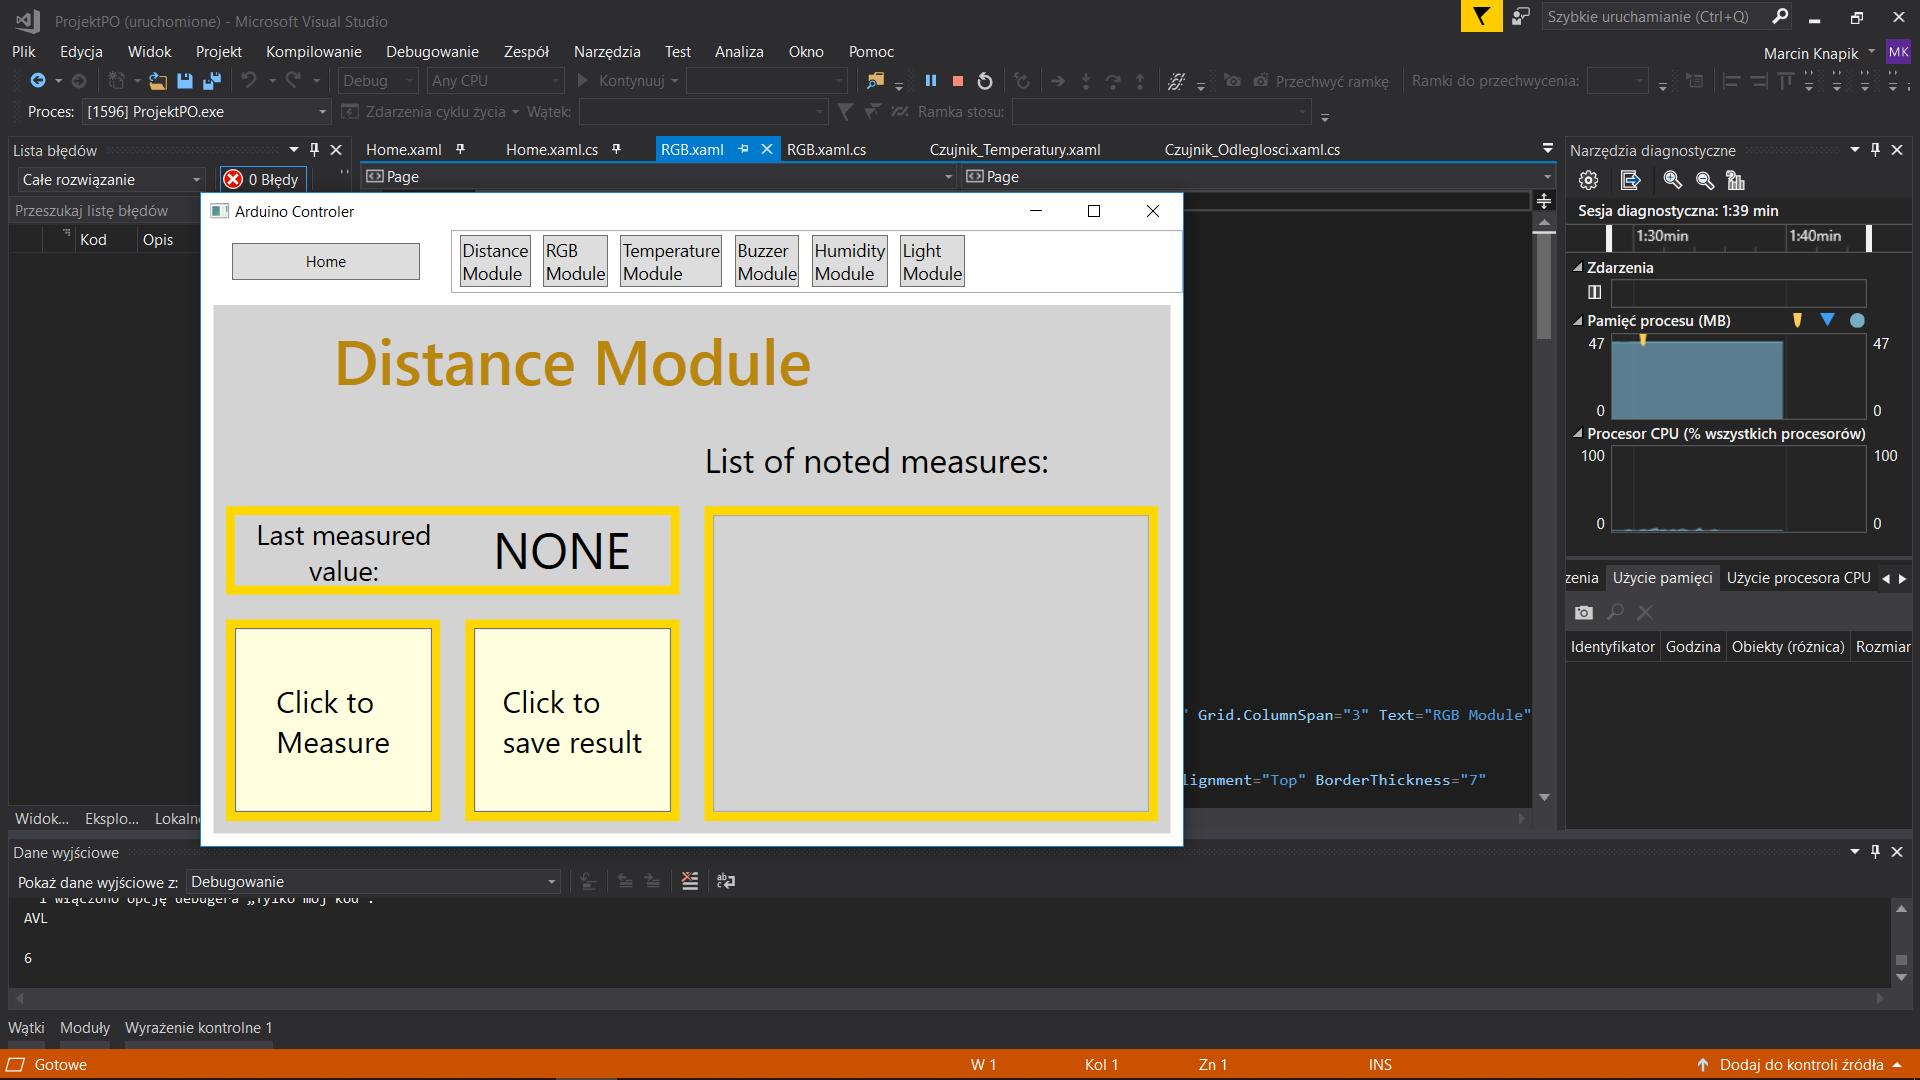 ProjektPO (uruchomione) - Microsoft Visual Studio
Szybkie uruchamianie (Ctrl+Q)
Plik Edycja Widok Projekt Kompilowanie Debugowanie Zespół Narzędzia Test Analiza Okno Pomoc
Marcin Knapik MK
Debug Any CPU Kontynuuj Przechwyć ramkę Ramki do przechwycenia:
Proces: [1596] ProjektPO.exe Zdarzenia cyklu życia Wątek: Ramka stosu:
Lista błędów
Home.xaml Home.xaml.cs RGB.xaml RGB.xaml.cs Czujnik_Temperatury.xaml Czujnik_Odleglosci.xaml.cs
Całe rozwiązanie 0 Błędy
Page Page
Przeszukaj listę błędów
Kod Opis
Arduino Controler
Home
Distance Module
RGB Module
Temperature Module
Buzzer Module
Humidity Module
Light Module
Distance Module
List of noted measures:
Last measured
value:
NONE
Click to
Measure
Click to
save result
" Grid.ColumnSpan="3" Text="RGB Module"
lignment="Top" BorderThickness="7"
Narzędzia diagnostyczne
Sesja diagnostyczna: 1:39 min
1:30min 1:40min
Zdarzenia
Pamięć procesu (MB)
47 47
0 0
Procesor CPU (% wszystkich procesorów)
100 100
0 0
zenia Użycie pamięci Użycie procesora CPU
Identyfikator Godzina Obiekty (różnica) Rozmiar
Widok... Eksplo... Lokaln
Dane wyjściowe
Pokaż dane wyjściowe z: Debugowanie
i włączono opcję debugera „Tylko mój kod”.
AVL
6
Wątki Moduły Wyrażenie kontrolne 1
Gotowe W 1 Kol 1 Zn 1 INS Dodaj do kontroli źródła